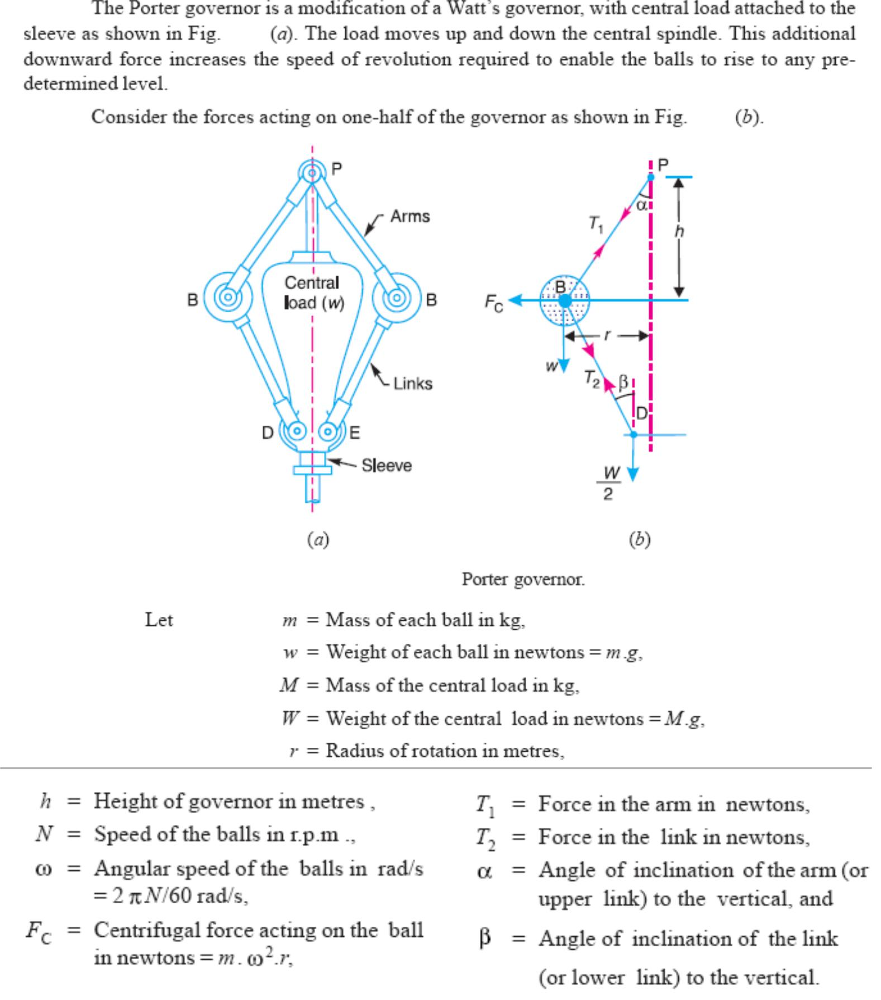 The Porter governor is a modification of a Watt's governor, with central load attached to the
sleeve as shown in Fig. (a). The load moves up and down the central spindle. This additional
downward force increases the speed of revolution required to enable the balls to rise to any pre-
determined level.
Consider the forces acting on one-half of the governor as shown in Fig. (b).
P
Arms
Central
load (w)
B
B
Links
D
E
Sleeve
(a)
P
α
T₁
h
B
F_C
r
w
T₂
β
D
W
2
(b)
Porter governor.
Let m = Mass of each ball in kg,
w = Weight of each ball in newtons = m.g,
M = Mass of the central load in kg,
W = Weight of the central load in newtons = M.g,
r = Radius of rotation in metres,
h = Height of governor in metres ,
N = Speed of the balls in r.p.m .,
ω = Angular speed of the balls in rad/s
= 2 π N/60 rad/s,
F_C = Centrifugal force acting on the ball
in newtons = m . ω².r,
T₁ = Force in the arm in newtons,
T₂ = Force in the link in newtons,
α = Angle of inclination of the arm (or
upper link) to the vertical, and
β = Angle of inclination of the link
(or lower link) to the vertical.